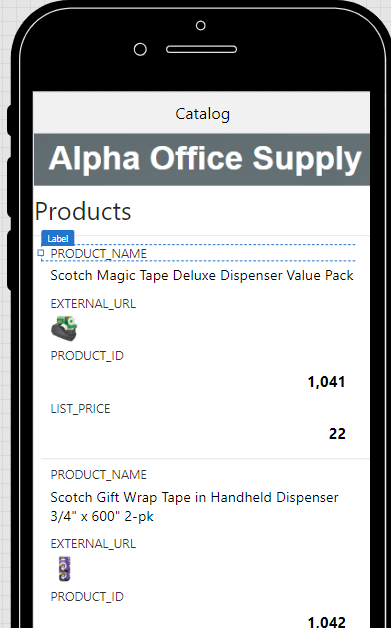 Catalog
Alpha Office Supply
Products
Label
PRODUCT_NAME
Scotch Magic Tape Deluxe Dispenser Value Pack
EXTERNAL_URL
PRODUCT_ID
1,041
LIST_PRICE
22
PRODUCT_NAME
Scotch Gift Wrap Tape in Handheld Dispenser
3/4" x 600" 2-pk
EXTERNAL_URL
PRODUCT_ID
1,042